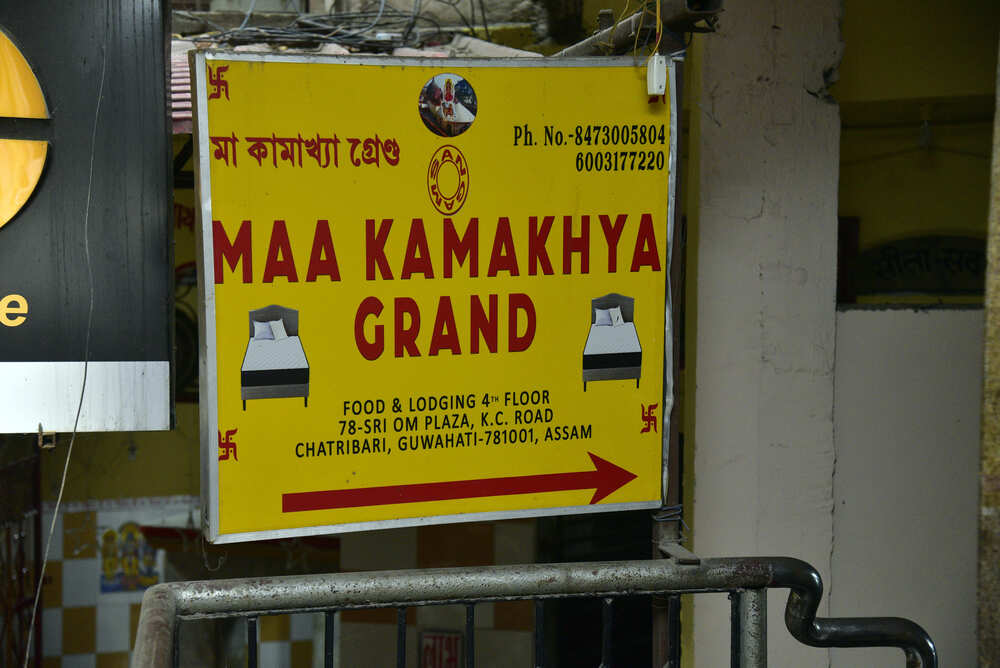 মা কামাখ্যা গ্রেণ্ড
Ph. No.-8473005804
6003177220
SANGAM
MAA KAMAKHYA
GRAND
FOOD & LODGING 4TH FLOOR
78-SRI OM PLAZA, K.C. ROAD
CHATRIBARI, GUWAHATI-781001, ASSAM
e
लाभ